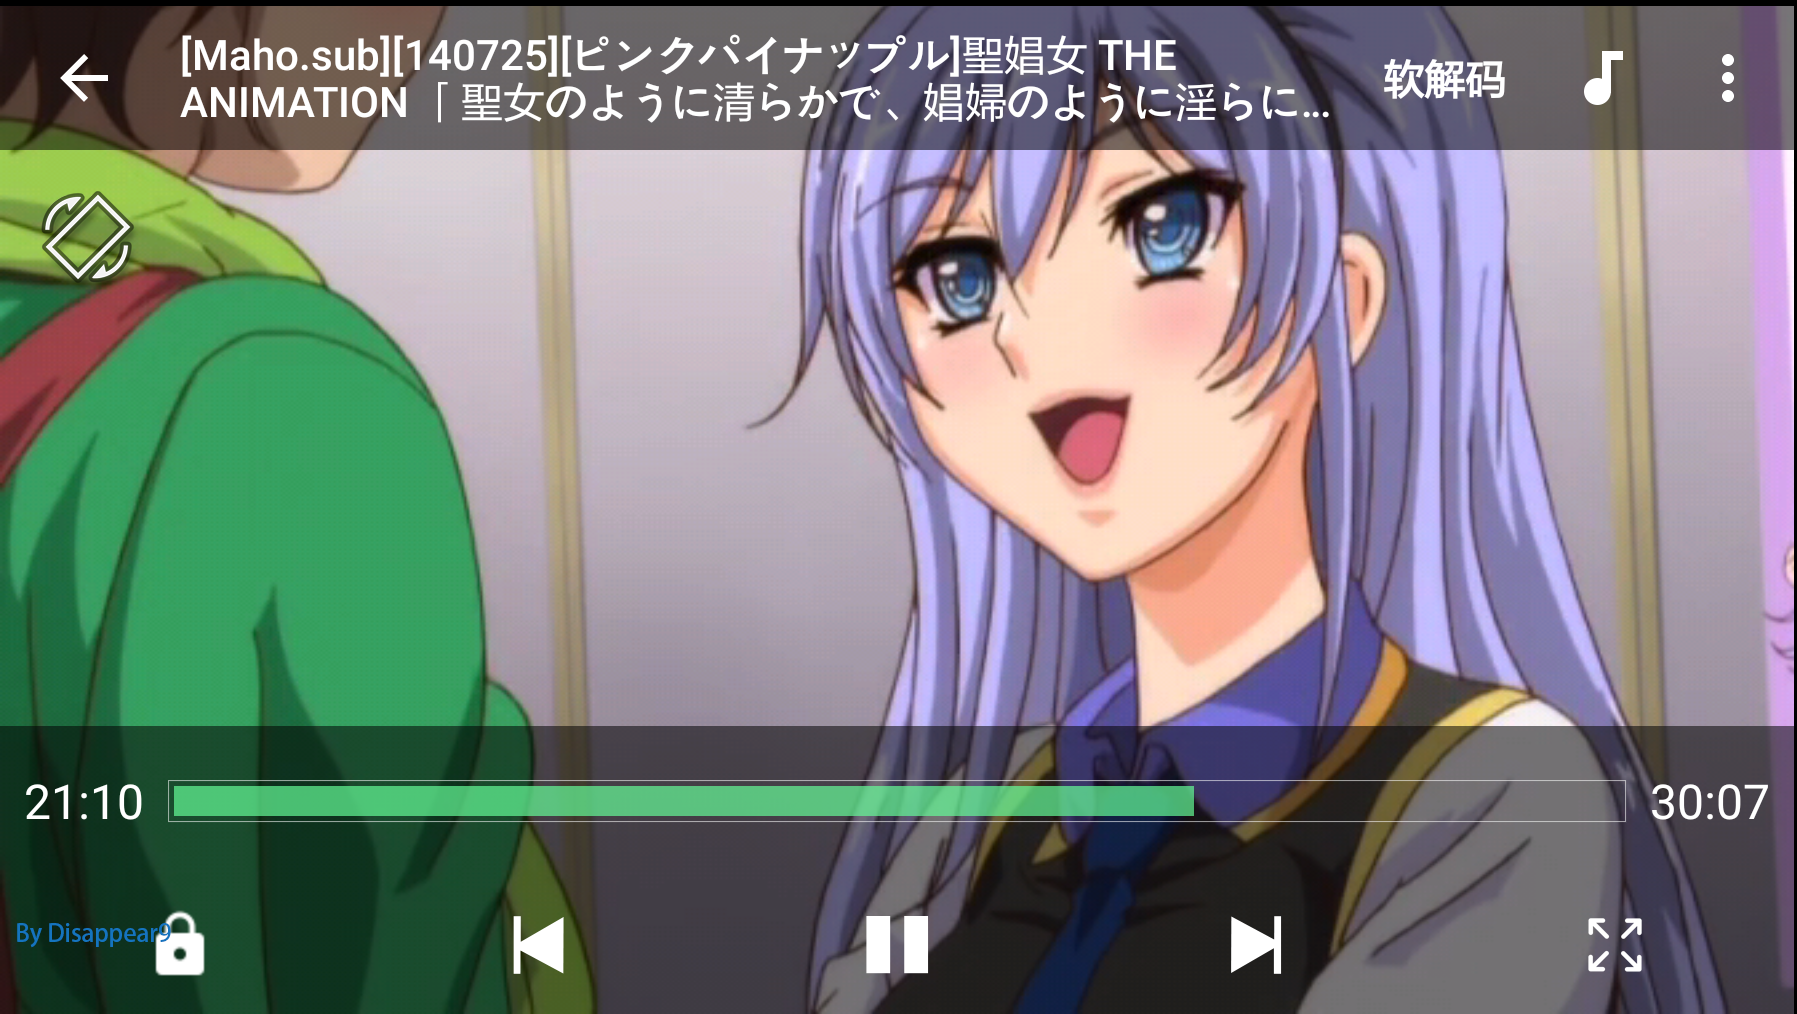 [Maho.sub][140725][ピンクパイナップル]聖娼女 THE
ANIMATION「聖女のように清らかで、娼婦のように淫らに...
软解码
21:10
30:07
By Disappear9